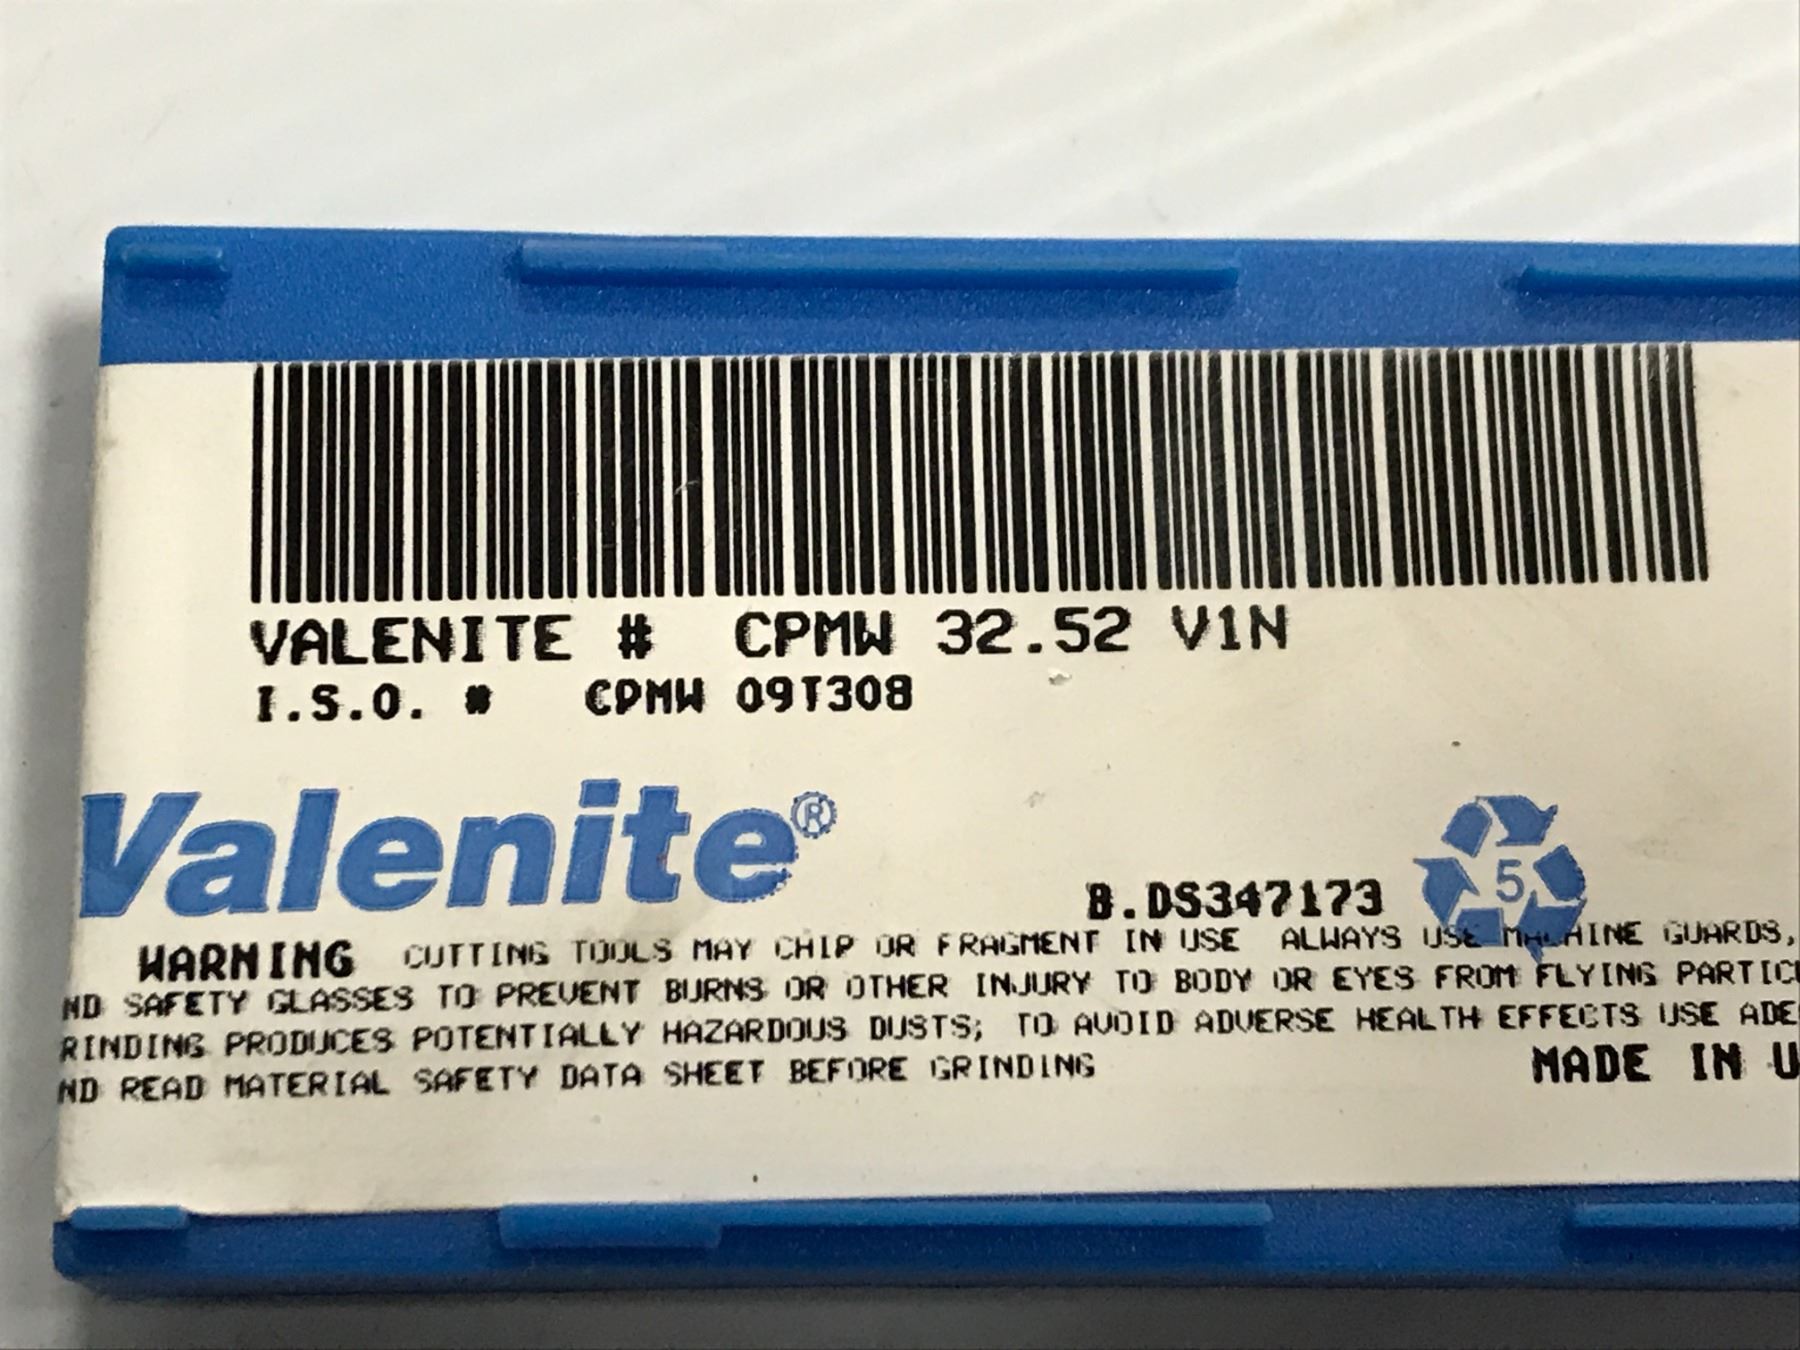 VALENITE # CPMW 32.52 V1N
I.S.O. # CPMW 09T308
Valenite®
B.DS347173
5
WARNING CUTTING TOOLS MAY CHIP OR FRAGMENT IN USE ALWAYS USE MACHINE GUARDS,
ND SAFETY GLASSES TO PREVENT BURNS OR OTHER INJURY TO BODY OR EYES FROM FLYING PARTIC
RINDING PRODUCES POTENTIALLY HAZARDOUS DUSTS; TO AVOID ADVERSE HEALTH EFFECTS USE ADE
ND READ MATERIAL SAFETY DATA SHEET BEFORE GRINDING
MADE IN U